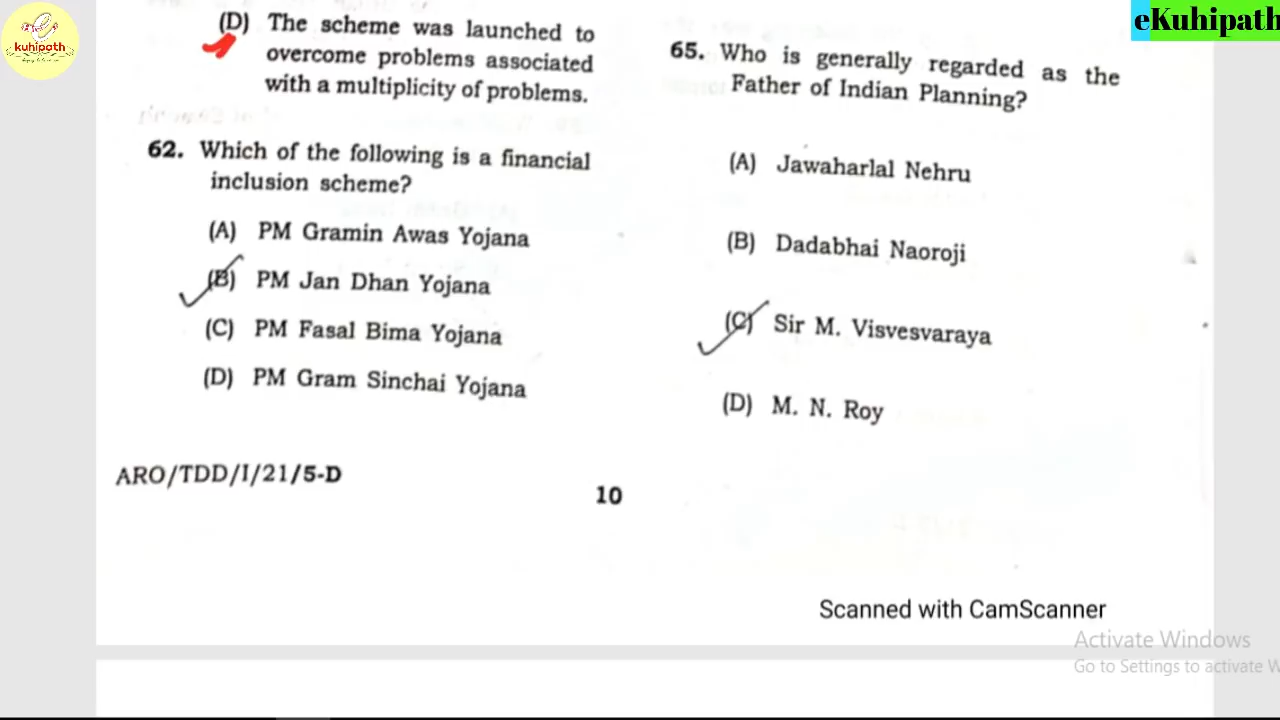 kuhipath
eKuhipath
(D) The scheme was launched to
overcome problems associated
with a multiplicity of problems.
62. Which of the following is a financial
inclusion scheme?
(A) PM Gramin Awas Yojana
(B) PM Jan Dhan Yojana
(C) PM Fasal Bima Yojana
(D) PM Gram Sinchai Yojana
65. Who is generally regarded as the
Father of Indian Planning?
(A) Jawaharlal Nehru
(B) Dadabhai Naoroji
(C) Sir M. Visvesvaraya
(D) M. N. Roy
ARO/TDD/I/21/5-D
10
Scanned with CamScanner
Activate Windows
Go to Settings to activate W